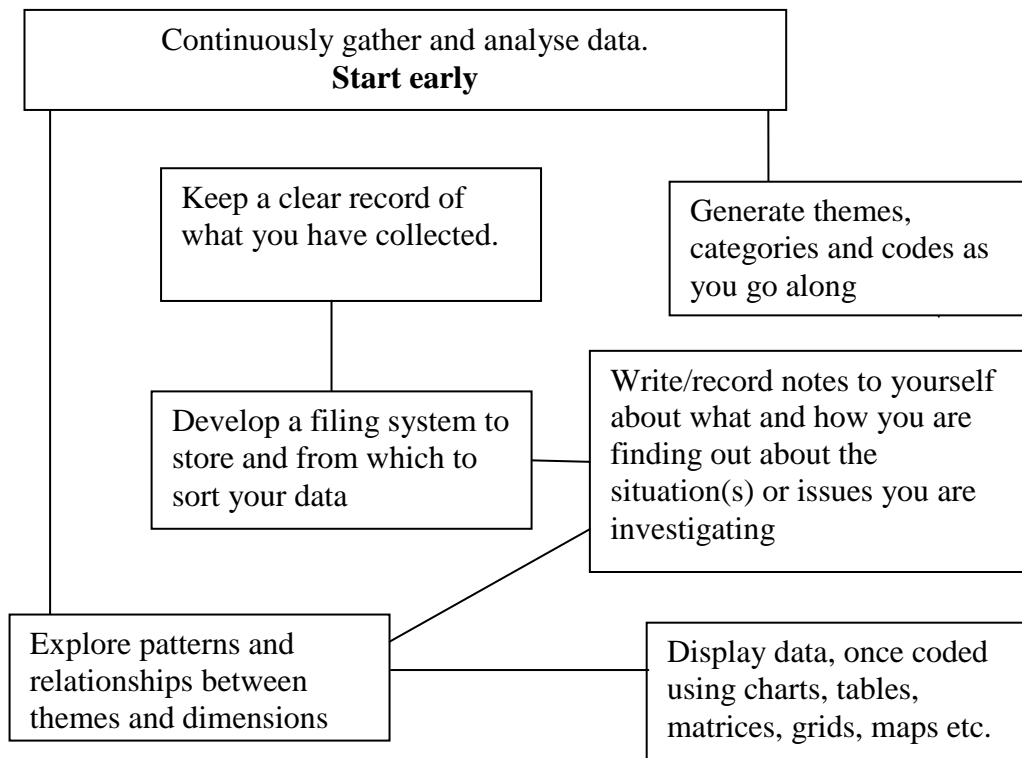 Continuously gather and analyse data.
Start early
Keep a clear record of
what you have collected.
Generate themes,
categories and codes as
you go along
Develop a filing system to
store and from which to
sort your data
Write/record notes to yourself
about what and how you are
finding out about the
situation(s) or issues you are
investigating
Explore patterns and
relationships between
themes and dimensions
Display data, once coded
using charts, tables,
matrices, grids, maps etc.